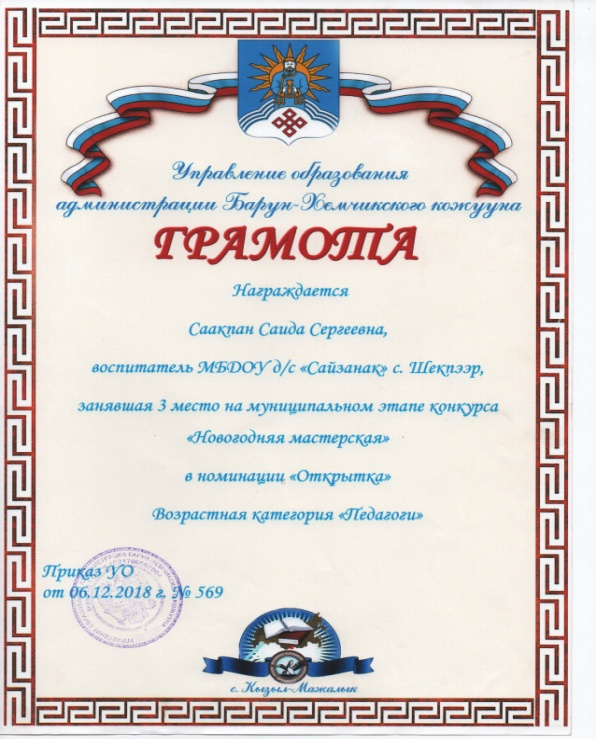 Управление образования
администрации Барун-Хемчикского кожууна
ГРАМОТА
Награждается
Саакпан Саида Сергеевна,
воспитатель МБДОУ д/с «Сайзанак» с. Шекпээр,
занявшая 3 место на муниципальном этапе конкурса
«Новогодняя мастерская»
в номинации «Открытка»
Возрастная категория «Педагоги»
Приказ УО
от 06.12.2018 г. № 569
с. Кызыл-Мажалык